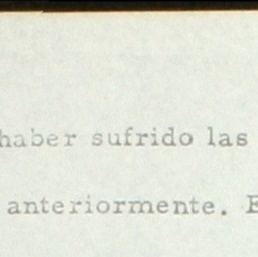 haber sufrido las
anteriormente. E